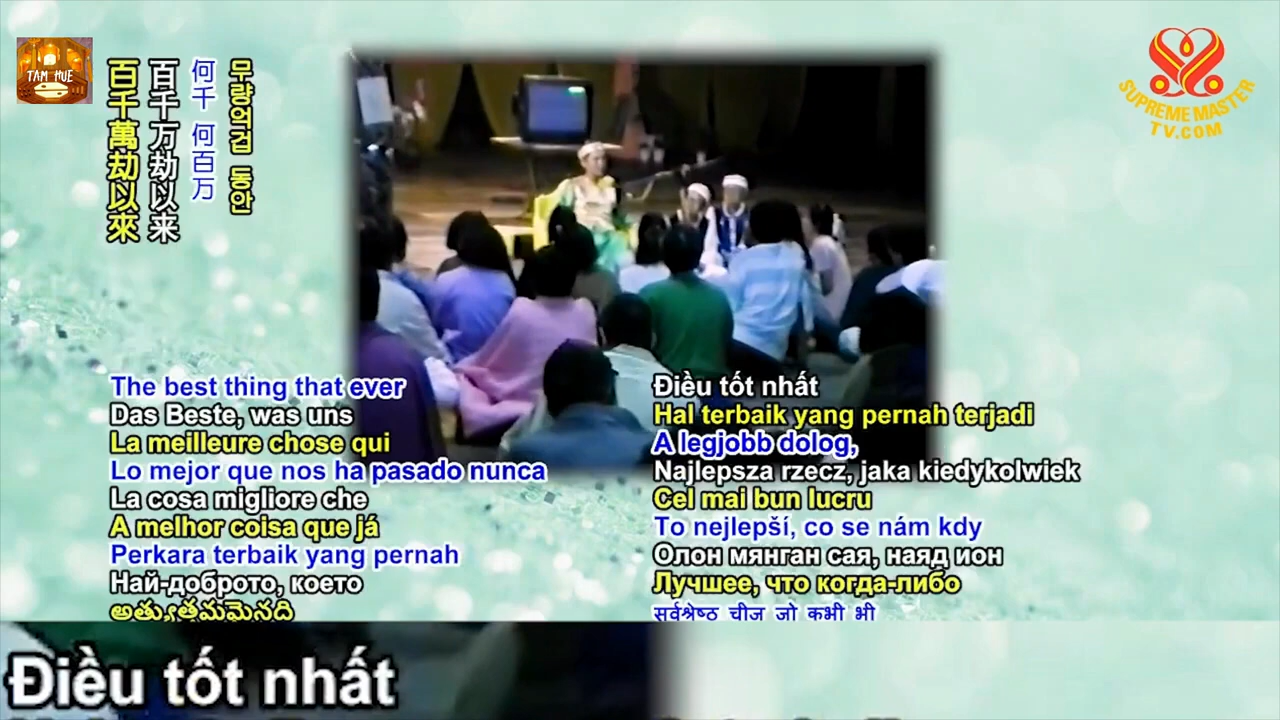 TAM HUE
百千萬劫以來
百千万劫以来
何千 何百万
무량억겁 동안
SUPREME MASTER
TV.COM
The best thing that ever
Das Beste, was uns
La meilleure chose qui
Lo mejor que nos ha pasado nunca
La cosa migliore che
A melhor coisa que já
Perkara terbaik yang pernah
Най-доброто, което
అత్యుత్తమమైనది
Điều tốt nhất
Hal terbaik yang pernah terjadi
A legjobb dolog,
Najlepsza rzecz, jaka kiedykolwiek
Cel mai bun lucru
To nejlepší, co se nám kdy
Олон мянган сая, наяд ион
Лучшее, что когда-либо
सर्वश्रेष्ठ चीज़ जो कभी भी
Điều tốt nhất